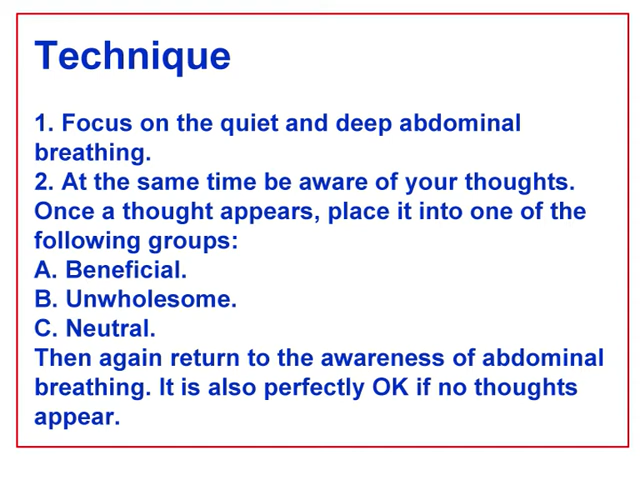 Technique
1. Focus on the quiet and deep abdominal
breathing.
2. At the same time be aware of your thoughts.
Once a thought appears, place it into one of the
following groups:
A. Beneficial.
B. Unwholesome.
C. Neutral.
Then again return to the awareness of abdominal
breathing. It is also perfectly OK if no thoughts
appear.